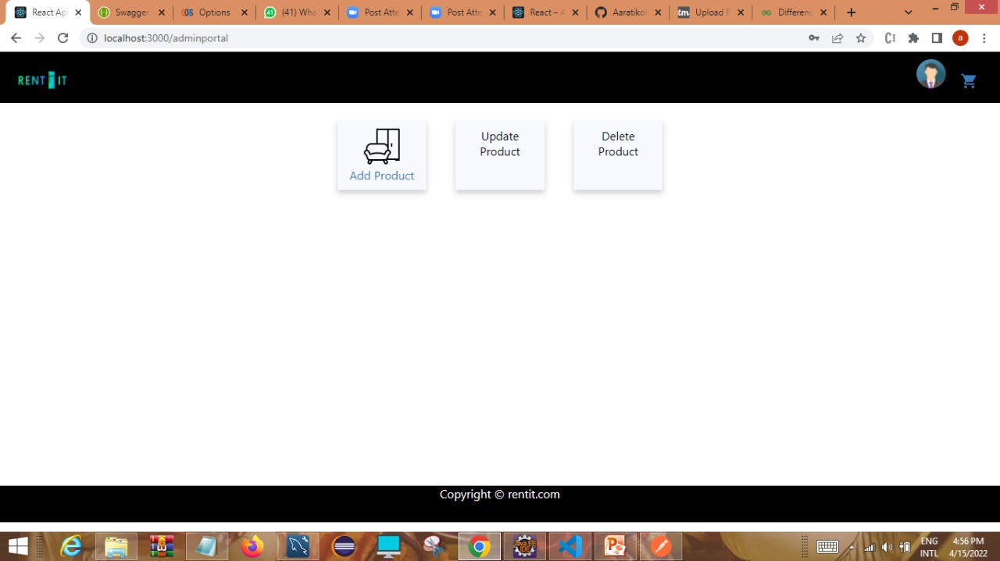 React Ap
Swagger
Options
(41) Wha
Post Atte
Post Atte
React – A
Aaratikol
Upload P
Differenc
localhost:3000/adminportal
a
RENT IT
Add Product
Update
Product
Delete
Product
Copyright © rentit.com
ENG
INTL
4:56 PM
4/15/2022